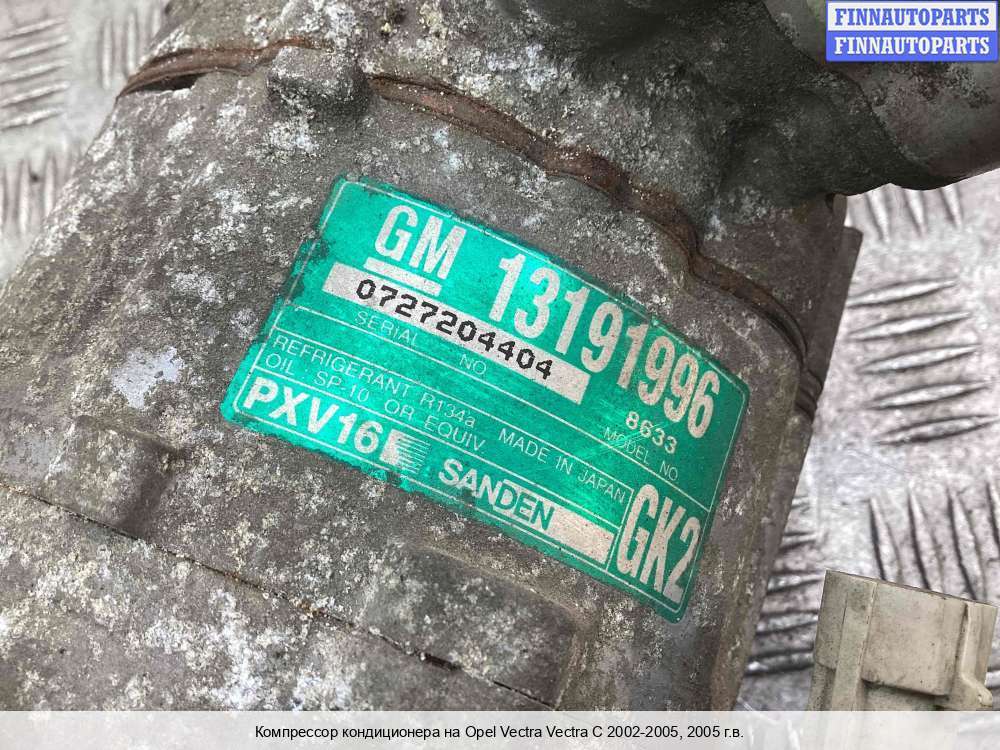 FINNAUTOPARTS
FINNAUTOPARTS
GM 13191996
0727204404
SERIAL NO.
8633
MODEL NO.
REFRIGERANT R134a
OIL SP-10 OR EQUIV
MADE IN JAPAN
PXV16
SANDEN
GK2
Компрессор кондиционера на Opel Vectra Vectra C 2002-2005, 2005 г.в.